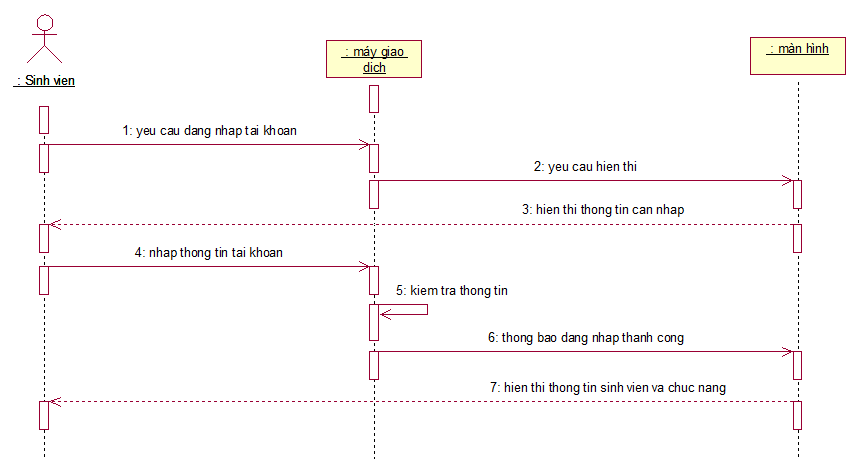 : Sinh vien
: máy giao
dich
: màn hình
1: yeu cau dang nhap tai khoan
2: yeu cau hien thi
3: hien thi thong tin can nhap
4: nhap thong tin tai khoan
5: kiem tra thong tin
6: thong bao dang nhap thanh cong
7: hien thi thong tin sinh vien va chuc nang